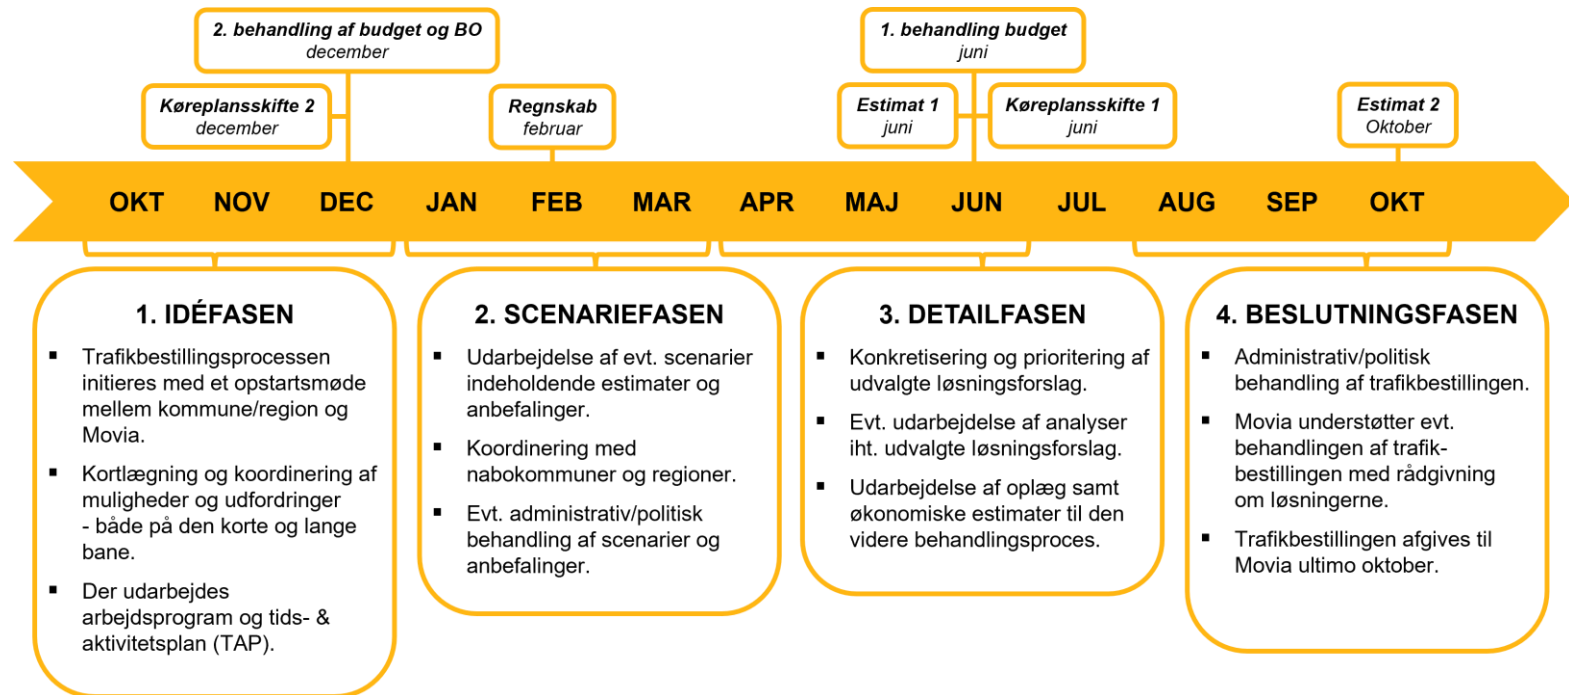 2. behandling af budget og BO
december
1. behandling budget
juni
Køreplansskifte 2
december
Regnskab
februar
Estimat 1
juni
Køreplansskifte 1
juni
Estimat 2
Oktober
OKT NOV DEC JAN FEB MAR APR MAJ JUN JUL AUG SEP OKT
1. IDÉFASEN
▪ Trafikbestillingsprocessen
initieres med et opstartsmøde
mellem kommune/region og
Movia.
▪ Kortlægning og koordinering af
muligheder og udfordringer
- både på den korte og lange
bane.
▪ Der udarbejdes
arbejdsprogram og tids- &
aktivitetsplan (TAP).
2. SCENARIEFASEN
▪ Udarbejdelse af evt. scenarier
indeholdende estimater og
anbefalinger.
▪ Koordinering med
nabokommuner og regioner.
▪ Evt. administrativ/politisk
behandling af scenarier og
anbefalinger.
3. DETAILFASEN
▪ Konkretisering og prioritering af
udvalgte løsningsforslag.
▪ Evt. udarbejdelse af analyser
iht. udvalgte løsningsforslag.
▪ Udarbejdelse af oplæg samt
økonomiske estimater til den
videre behandlingsproces.
4. BESLUTNINGSFASEN
▪ Administrativ/politisk
behandling af trafikbestillingen.
▪ Movia understøtter evt.
behandlingen af trafik-
bestillingen med rådgivning
om løsningerne.
▪ Trafikbestillingen afgives til
Movia ultimo oktober.